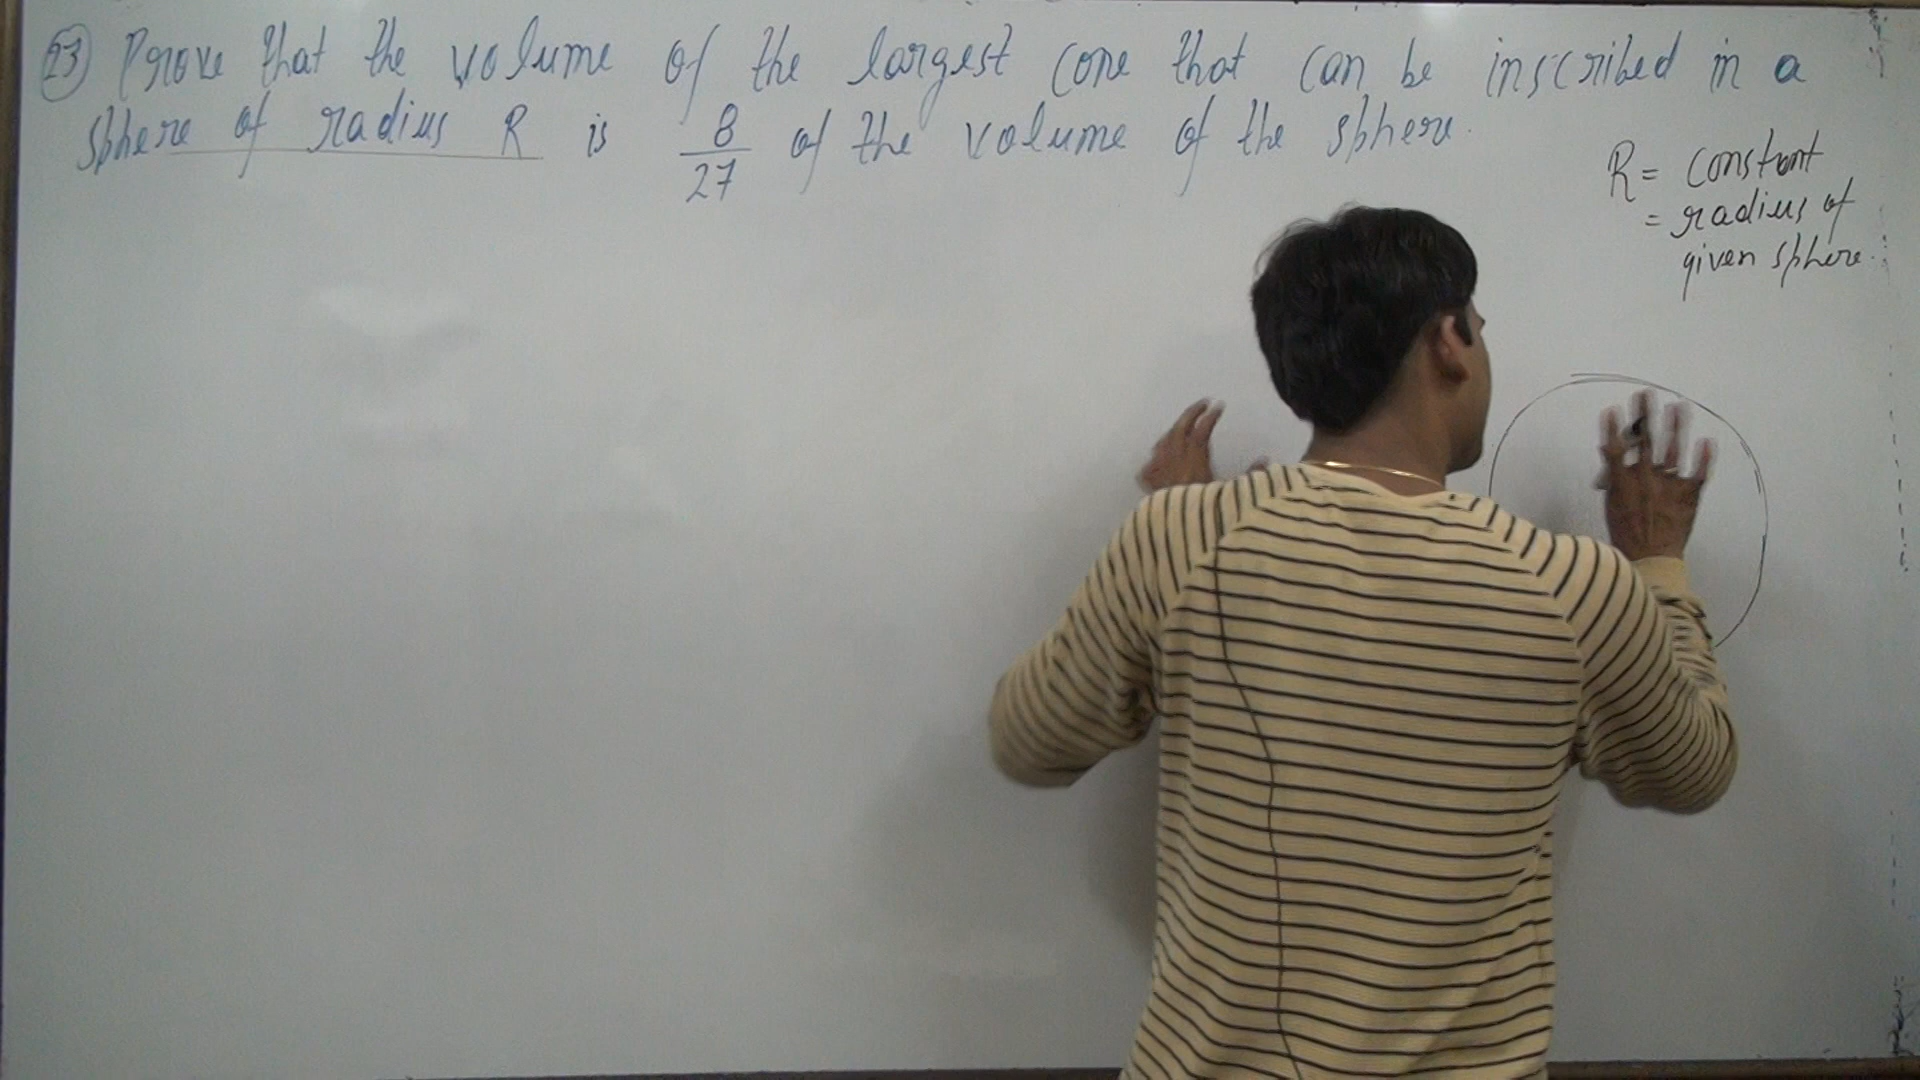 23 Prove that the volume of the largest cone that can be inscribed in a
sphere of radius R is 8/27 of the volume of the sphere.
R = constant
= radius of
given sphere.